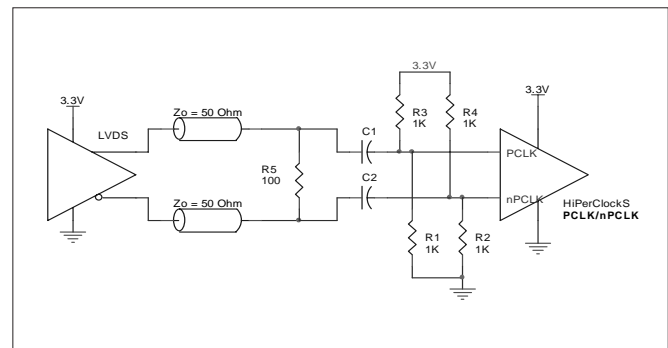 3.3V
3.3V
3.3V
R3
1K
R4
1K
Zo = 50 Ohm
LVDS
C1
PCLK
R5
100
C2
nPCLK
Zo = 50 Ohm
HiPerClockS
PCLK/nPCLK
R1
1K
R2
1K